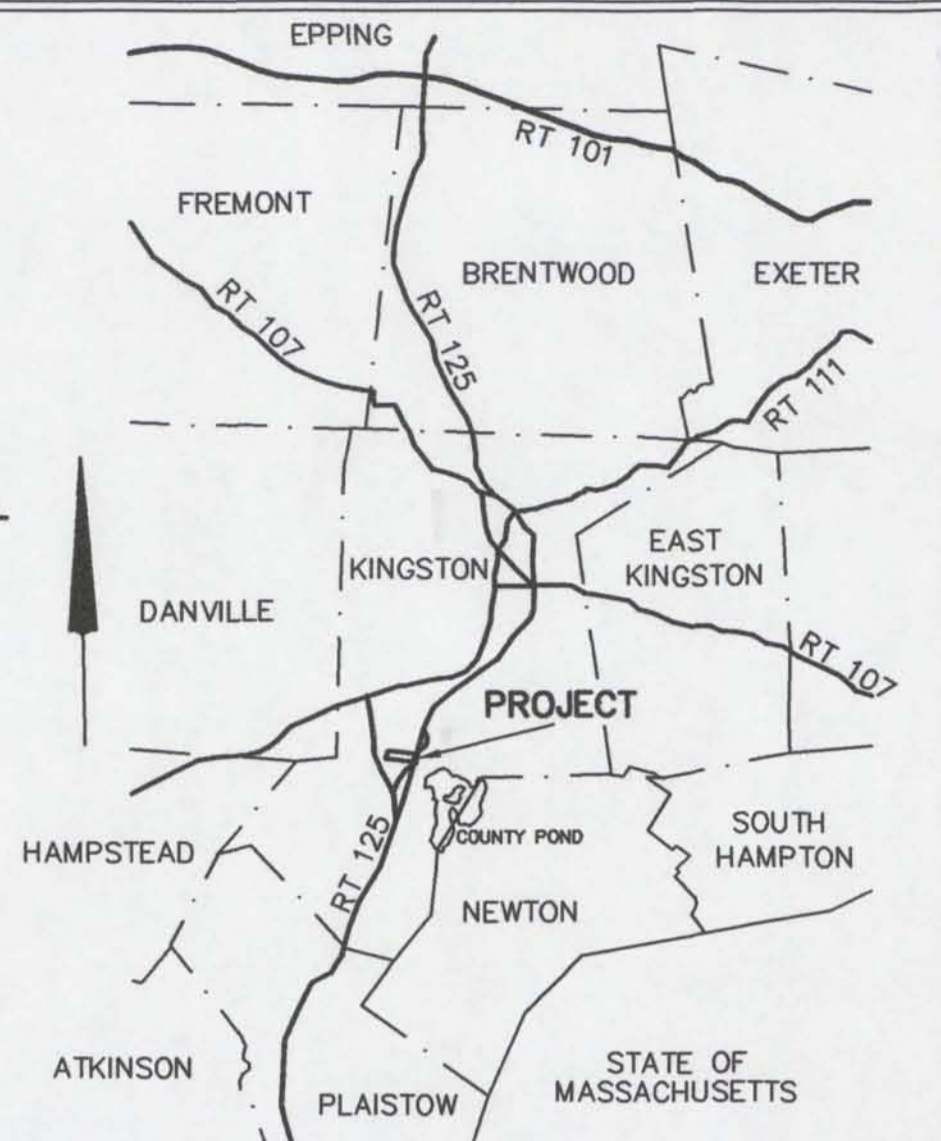 EPPING
RT 101
FREMONT
BRENTWOOD
EXETER
RT 107
RT 125
RT 111
KINGSTON
EAST
KINGSTON
DANVILLE
RT 107
PROJECT
RT 125
COUNTY POND
HAMPSTEAD
SOUTH
HAMPTON
NEWTON
ATKINSON
STATE OF
MASSACHUSETTS
PLAISTOW